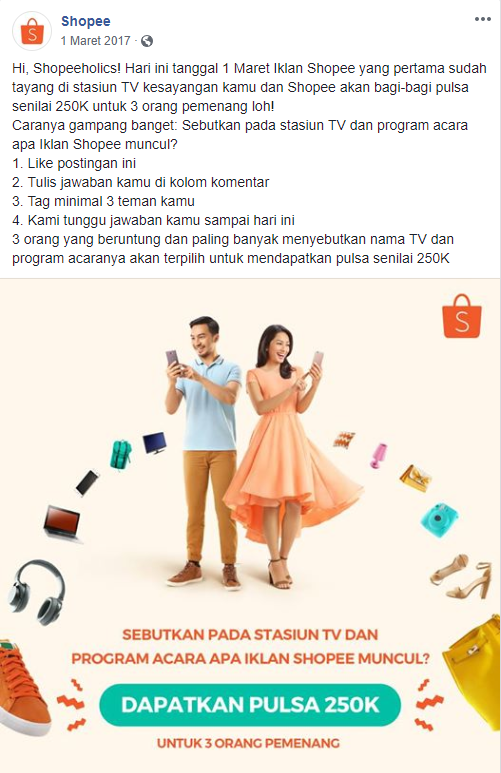 Shopee
1 Maret 2017 ·
Hi, Shopeeholics! Hari ini tanggal 1 Maret Iklan Shopee yang pertama sudah
tayang di stasiun TV kesayangan kamu dan Shopee akan bagi-bagi pulsa
senilai 250K untuk 3 orang pemenang loh!
Caranya gampang banget: Sebutkan pada stasiun TV dan program acara
apa Iklan Shopee muncul?
1. Like postingan ini
2. Tulis jawaban kamu di kolom komentar
3. Tag minimal 3 teman kamu
4. Kami tunggu jawaban kamu sampai hari ini
3 orang yang beruntung dan paling banyak menyebutkan nama TV dan
program acaranya akan terpilih untuk mendapatkan pulsa senilai 250K
S
SEBUTKAN PADA STASIUN TV DAN
PROGRAM ACARA APA IKLAN SHOPEE MUNCUL?
DAPATKAN PULSA 250K
UNTUK 3 ORANG PEMENANG